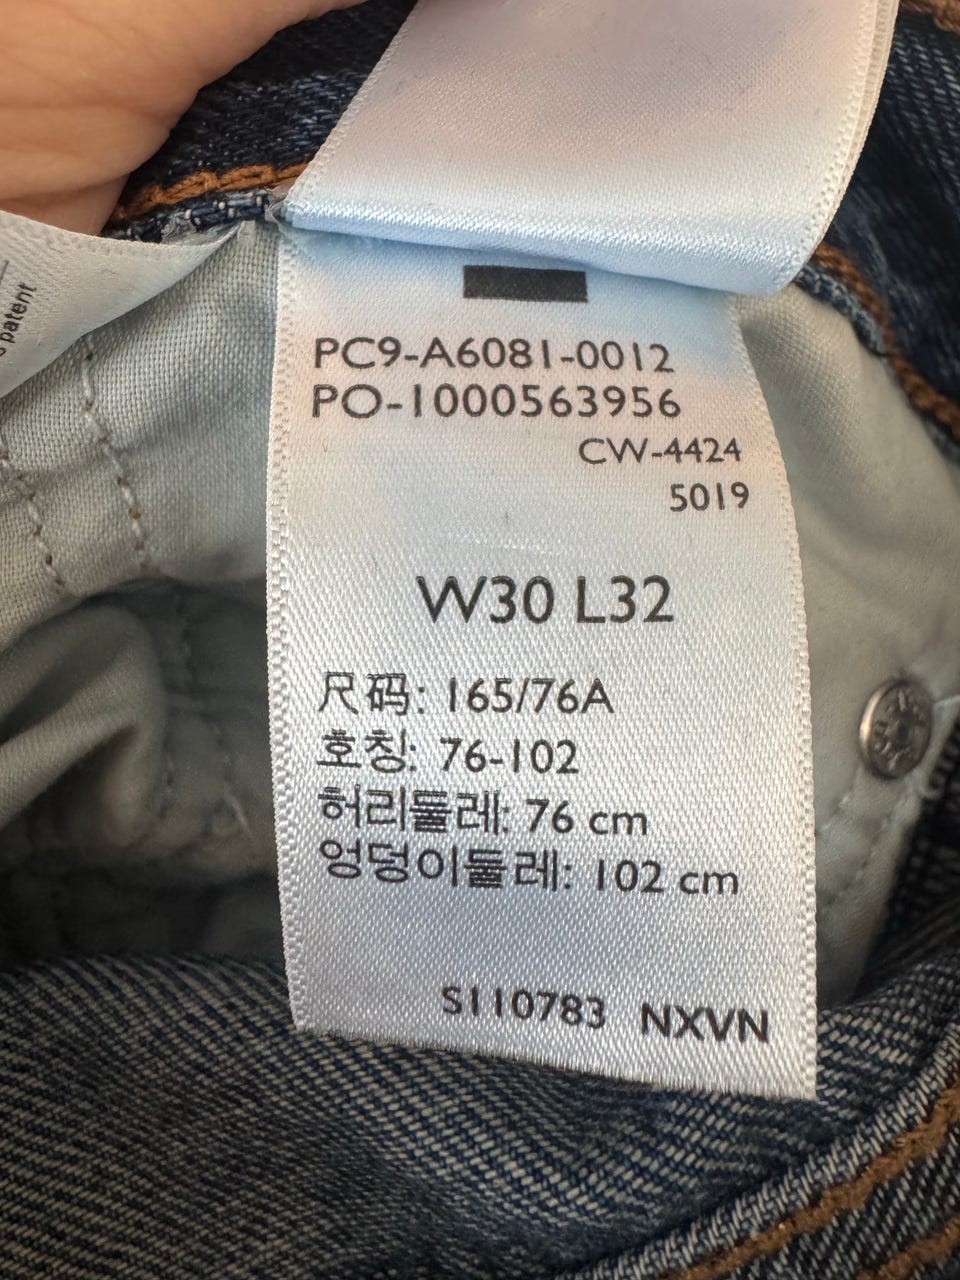 patent
PC9-A6081-0012
PO-1000563956
CW-4424
5019
W30 L32
尺码: 165/76A
호칭: 76-102
허리둘레: 76 cm
엉덩이둘레: 102 cm
S110783 NXVN